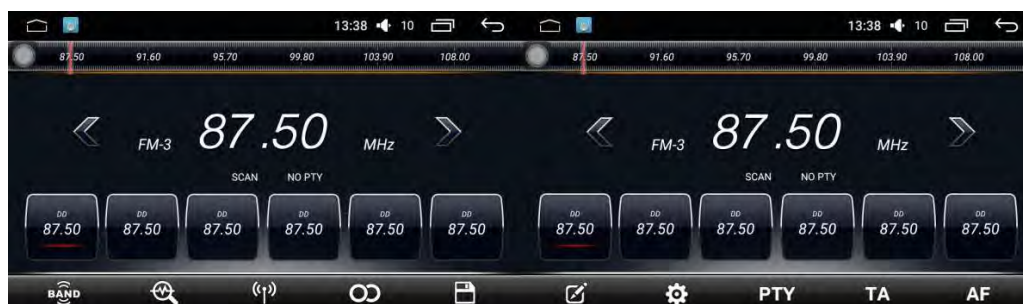 13:38 10
87.50 91.60 95.70 99.80 103.90 108.00
FM-3 87.50 MHz
SCAN NO PTY
DD DD DD DD DD DD
87.50 87.50 87.50 87.50 87.50 87.50
BAND
13:38 10
87.50 91.60 95.70 99.80 103.90 108.00
FM-3 87.50 MHz
SCAN NO PTY
DD DD DD DD DD DD
87.50 87.50 87.50 87.50 87.50 87.50
PTY TA AF